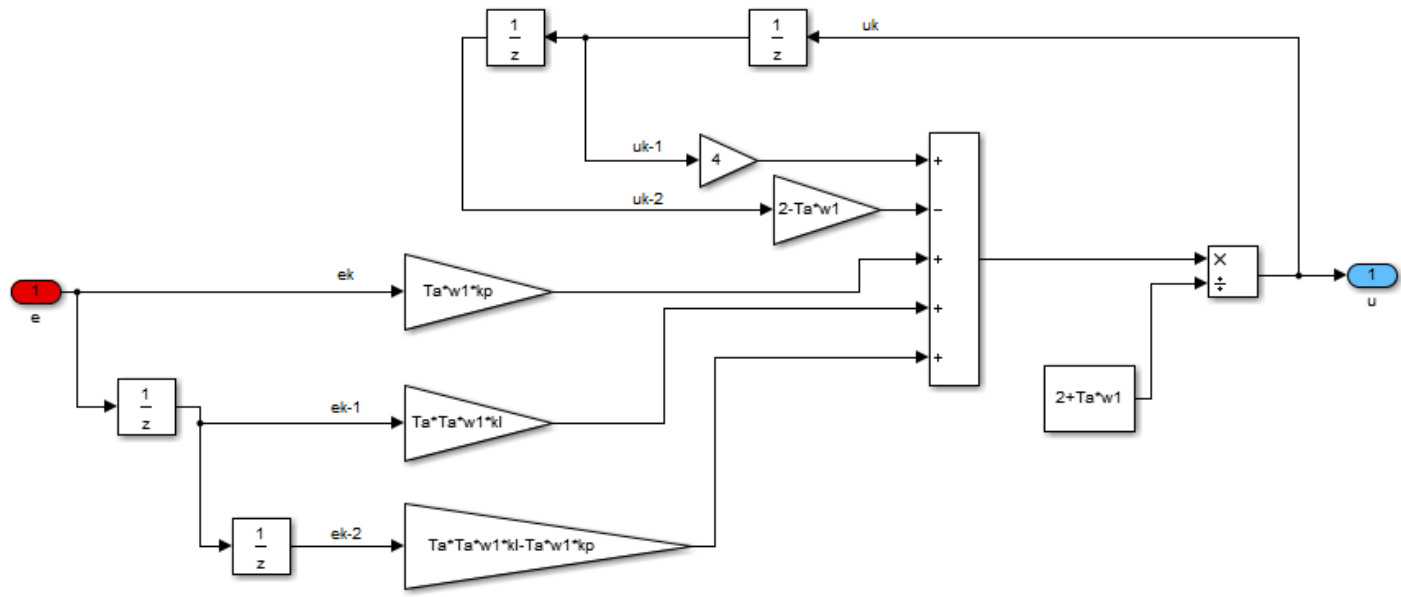 1
z
1
z
uk
uk-1
4
+
uk-2
2-Ta*w1
−
ek
+
×
1
e
Ta*w1*kp
÷
1
u
+
+
1
z
ek-1
Ta*Ta*w1*kI
2+Ta*w1
1
z
ek-2
Ta*Ta*w1*kI-Ta*w1*kp